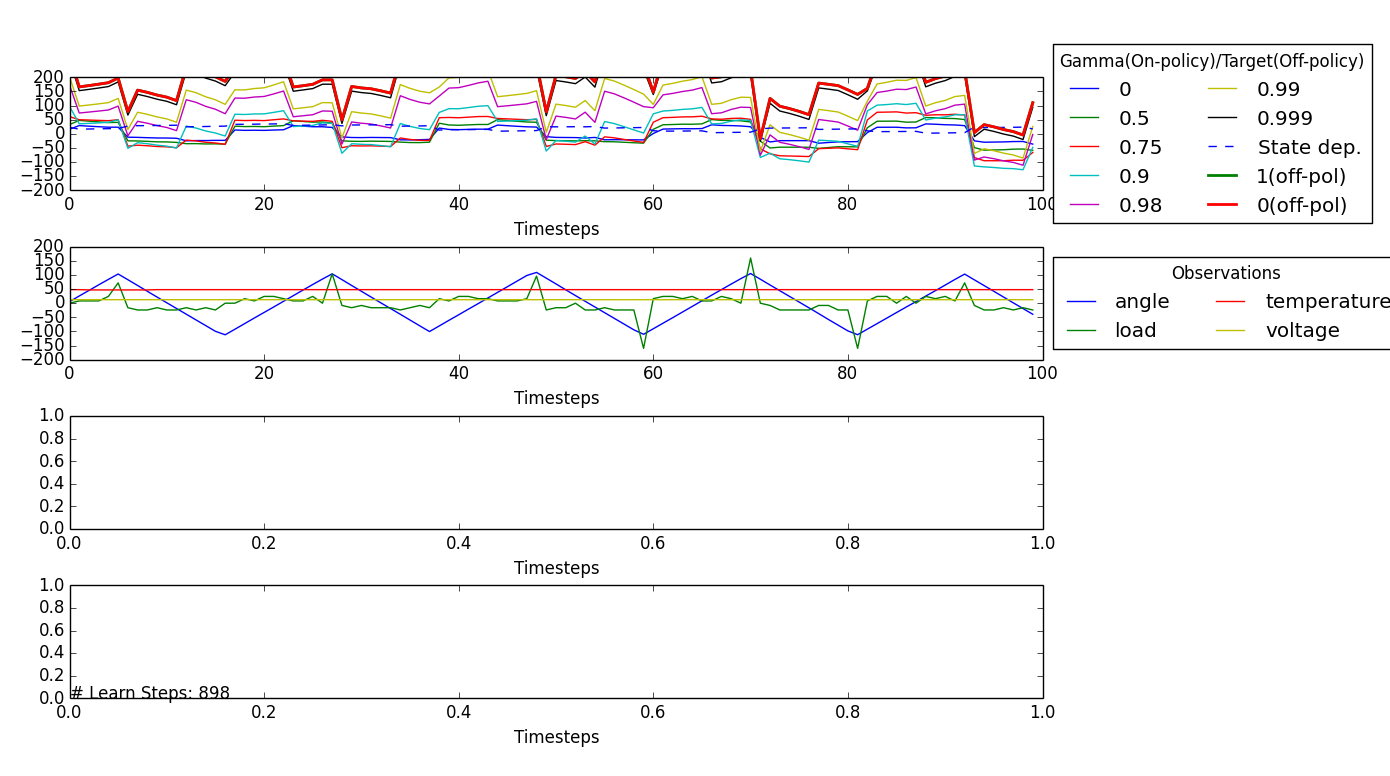 Gamma(On-policy)/Target(Off-policy)
0 0.99
0.5 0.999
0.75 State dep.
0.9 1(off-pol)
0.98 0(off-pol)
200
150
100
50
0
−50
−100
−150
−200
0 20 40 60 80 100
Timesteps
Observations
angle temperature
load voltage
200
150
100
50
0
−50
−100
−150
−200
0 20 40 60 80 100
Timesteps
1.0
0.8
0.6
0.4
0.2
0.0
0.0 0.2 0.4 0.6 0.8 1.0
Timesteps
1.0
0.8
0.6
0.4
0.2
0.0
# Learn Steps: 898
0.0 0.2 0.4 0.6 0.8 1.0
Timesteps